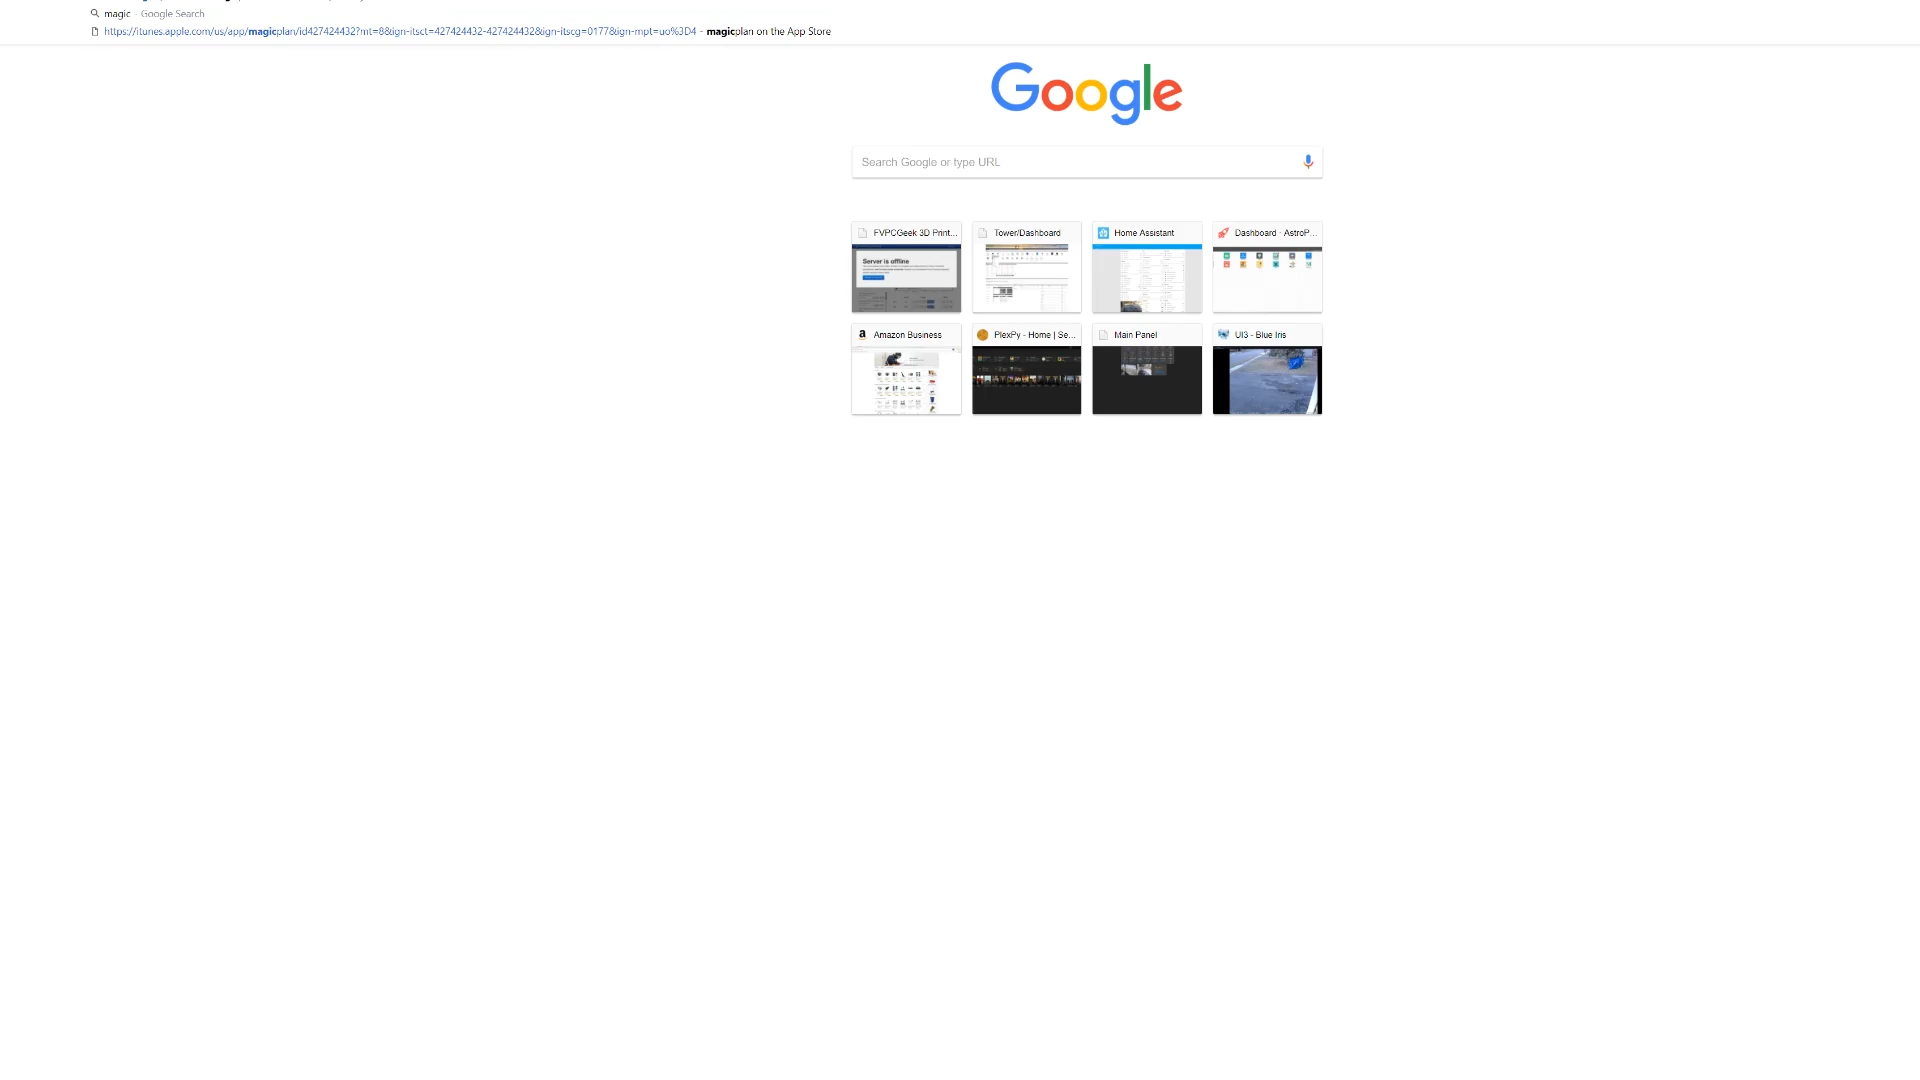 magic - Google Search
https://itunes.apple.com/us/app/magicplan/id427424432?mt=8&ign-itsct=427424432-427424432&ign-itscg=0177&ign-mpt=uo%3D4 - magicplan on the App Store
Google
Search Google or type URL
FVPCGeek 3D Print...
Tower/Dashboard
Home Assistant
Dashboard · AstroP...
Server is offline
Amazon Business
PlexPy - Home | Se...
Main Panel
UI3 - Blue Iris